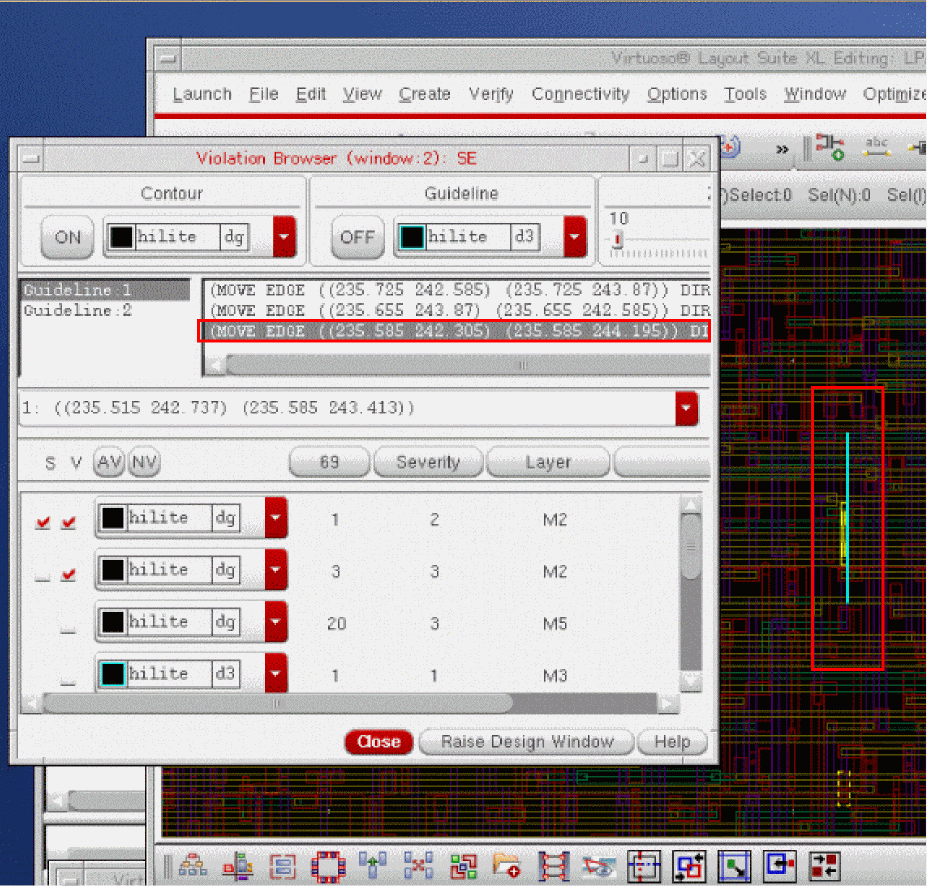 Virtuoso® Layout Suite XL Editing: LP
Launch File Edit View Create Verify Connectivity Options Tools Window Optimize
Violation Browser (window:2): SE
»
abc
Contour
Guideline
)Select:0 Sel(N):0 Sel(I)
ON
hilite dg
OFF
hilite d3
10
Guideline:1
Guideline:2
(MOVE EDGE ((235.725 242.585) (235.725 243.87)) DIR
(MOVE EDGE ((235.655 243.87) (235.655 242.585)) DIR
(MOVE EDGE ((235.585 242.305) (235.585 244.195)) DI
1: ((235.515 242.737) (235.585 243.413))
S V AV NV 69 Severity Layer
hilite dg 1 2 M2
hilite dg 3 3 M2
hilite dg 20 3 M5
hilite d3 1 1 M3
Close Raise Design Window Help
Virt